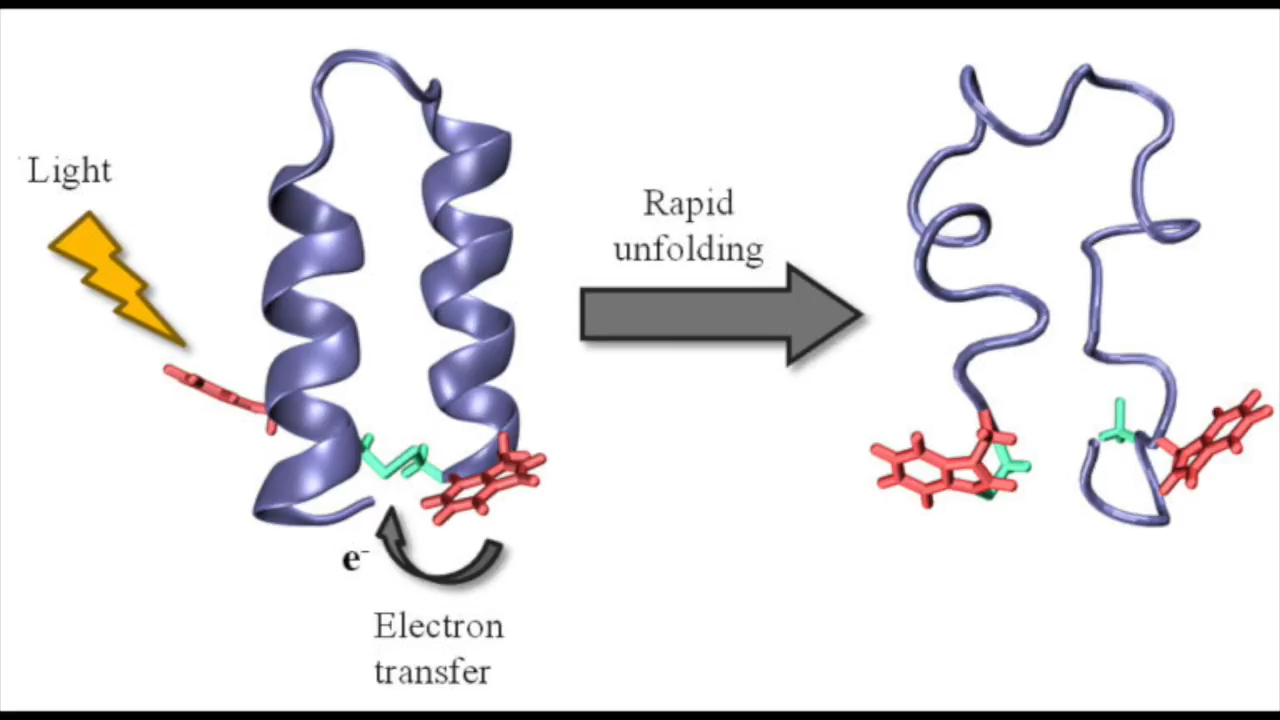 Light
Rapid
unfolding
e⁻
Electron
transfer